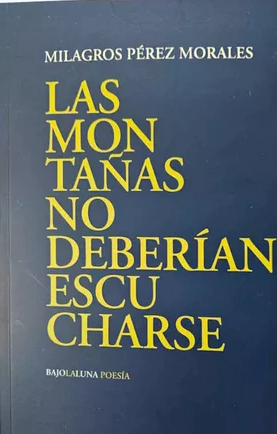 MILAGROS PÉREZ MORALES
LAS
MON
TAÑAS
NO
DEBERÍAN
ESCU
CHARSE
BAJOLALUNA POESÍA